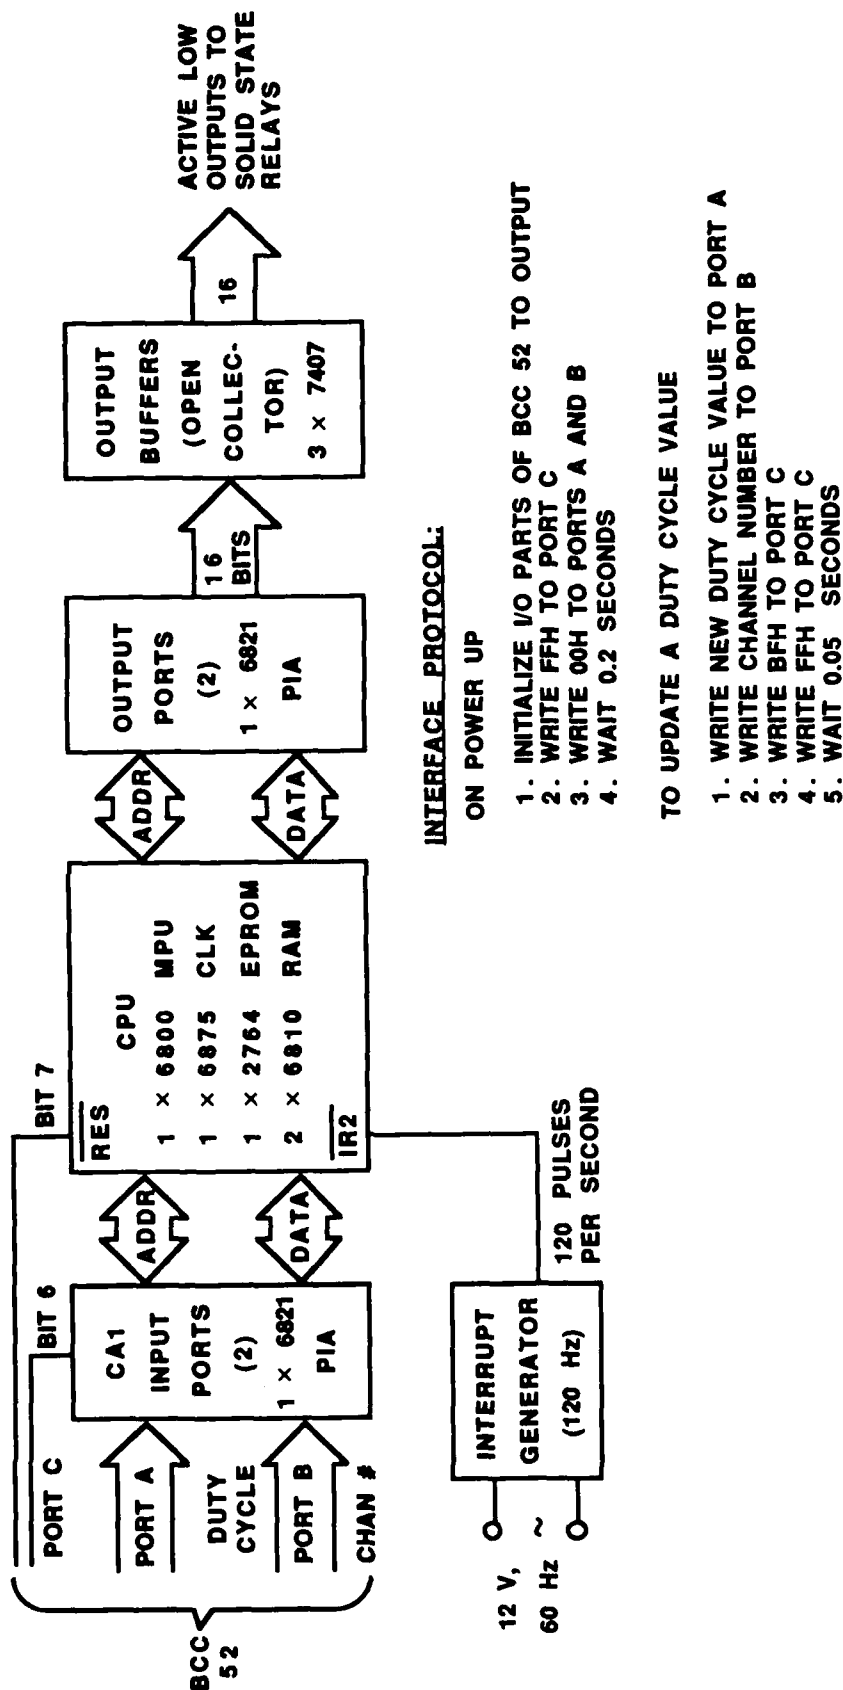 BCC
52
PORT C
BIT 6
BIT 7
PORT A
DUTY
CYCLE
PORT B
CHAN #
CA1
INPUT
PORTS
(2)
1 × 6821
PIA
ADDR
DATA
RES
CPU
1 × 6800 MPU
1 × 6875 CLK
1 × 2764 EPROM
2 × 6810 RAM
IR2
ADDR
DATA
OUTPUT
PORTS
(2)
1 × 6821
PIA
16
BITS
OUTPUT
BUFFERS
(OPEN
COLLEC-
TOR)
3 × 7407
16
ACTIVE LOW
OUTPUTS TO
SOLID STATE
RELAYS
12 V,
60 Hz
~
INTERRUPT
GENERATOR
(120 Hz)
120 PULSES
PER SECOND
INTERFACE PROTOCOL:
ON POWER UP
1. INITIALIZE I/O PARTS OF BCC 52 TO OUTPUT
2. WRITE FFH TO PORT C
3. WRITE 00H TO PORTS A AND B
4. WAIT 0.2 SECONDS
TO UPDATE A DUTY CYCLE VALUE
1. WRITE NEW DUTY CYCLE VALUE TO PORT A
2. WRITE CHANNEL NUMBER TO PORT B
3. WRITE BFH TO PORT C
4. WRITE FFH TO PORT C
5. WAIT 0.05 SECONDS